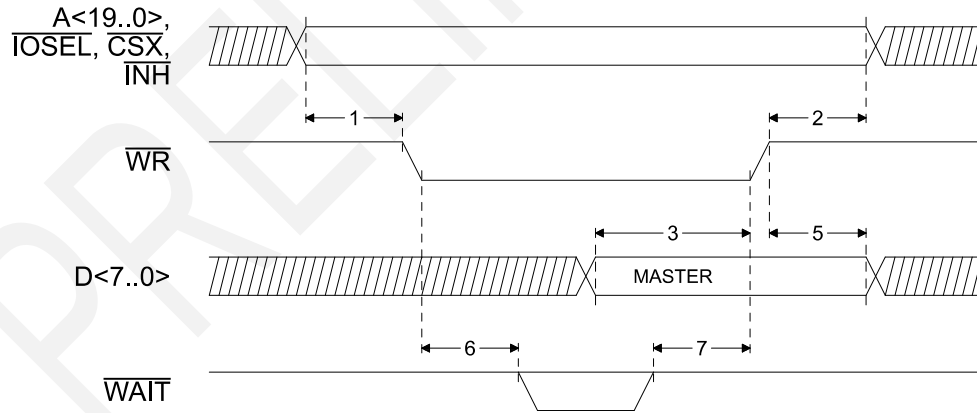 A<19..0>,
IOSEL, CSX,
INH
1
2
WR
3
5
D<7..0>
MASTER
6
7
WAIT